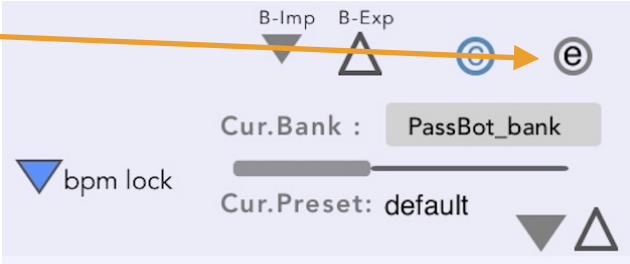 B-Imp B-Exp
© e
Cur.Bank : PassBot_bank
bpm lock
Cur.Preset: default